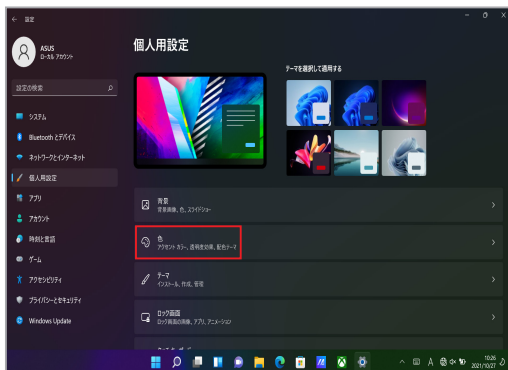 設定
ASUS
ローカル アカウント
設定の検索
システム
Bluetooth とデバイス
ネットワークとインターネット
個人用設定
アプリ
アカウント
時刻と言語
ゲーム
アクセシビリティ
プライバシーとセキュリティ
Windows Update
個人用設定
テーマを選択して適用する
背景
背景画像、色、スライドショー
色
アクセント カラー、透明度効果、配色テーマ
テーマ
インストール、作成、管理
ロック画面
ロック画面の画像、アプリ、アニメーション
A
10:26
2021/10/27